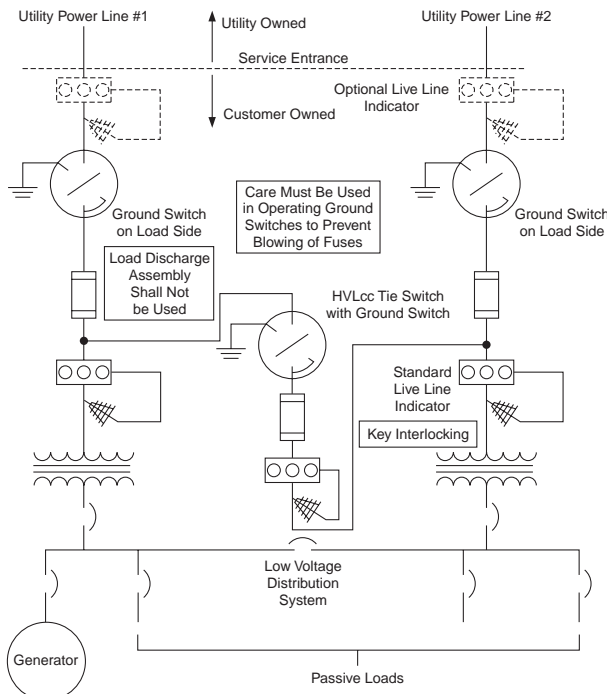 Utility Power Line #1
Utility Owned
Utility Power Line #2
Service Entrance
Optional Live Line
Indicator
Customer Owned
Care Must Be Used
in Operating Ground
Switches to Prevent
Blowing of Fuses
Ground Switch
on Load Side
Ground Switch
on Load Side
Load Discharge
Assembly
Shall Not
be Used
HVLcc Tie Switch
with Ground Switch
Standard
Live Line
Indicator
Key Interlocking
Low Voltage
Distribution
System
Generator
Passive Loads